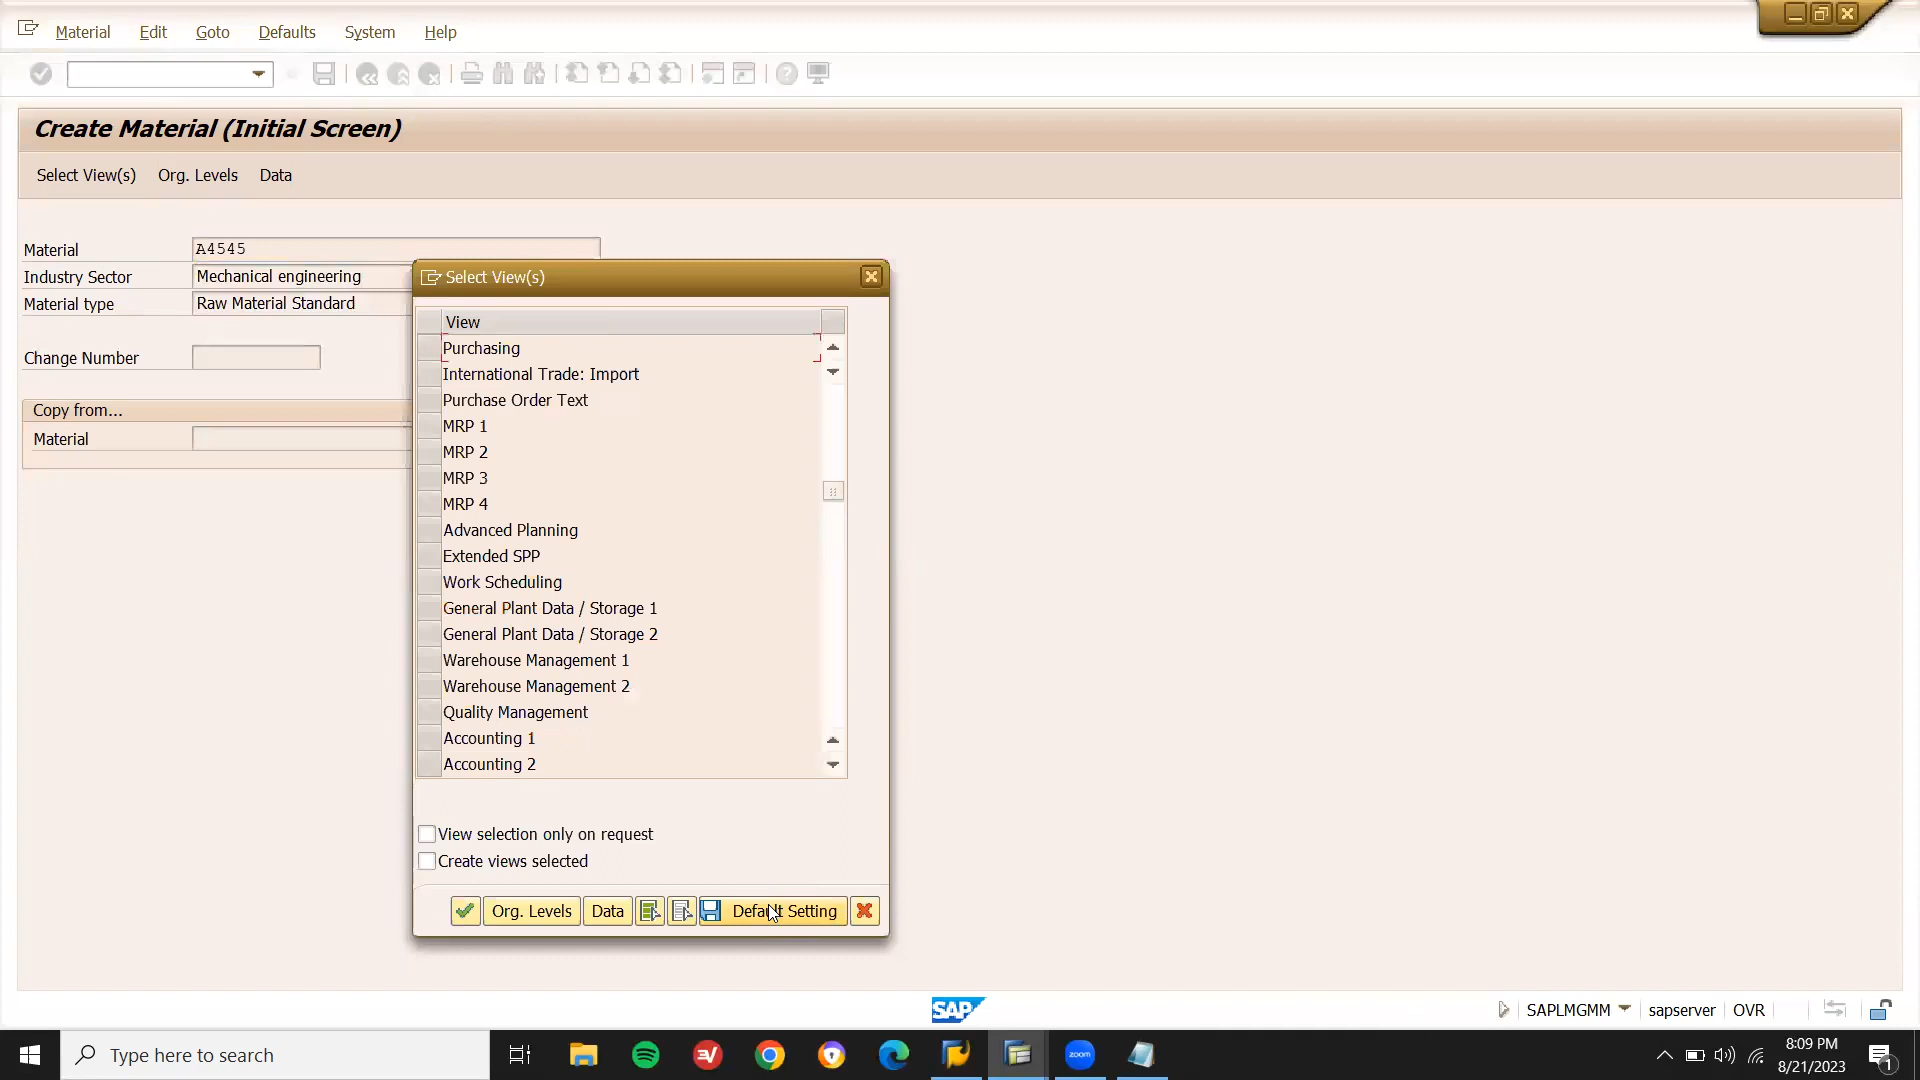 Material Edit Goto Defaults System Help
Create Material (Initial Screen)
Select View(s) Org. Levels Data
Material A4545
Industry Sector Mechanical engineering
Material type Raw Material Standard
Change Number
Copy from...
Material
Select View(s)
View
Purchasing
International Trade: Import
Purchase Order Text
MRP 1
MRP 2
MRP 3
MRP 4
Advanced Planning
Extended SPP
Work Scheduling
General Plant Data / Storage 1
General Plant Data / Storage 2
Warehouse Management 1
Warehouse Management 2
Quality Management
Accounting 1
Accounting 2
View selection only on request
Create views selected
Org. Levels Data Default Setting
SAP
SAPLMGMM sapserver OVR
Type here to search
zoom
8:09 PM
8/21/2023
1